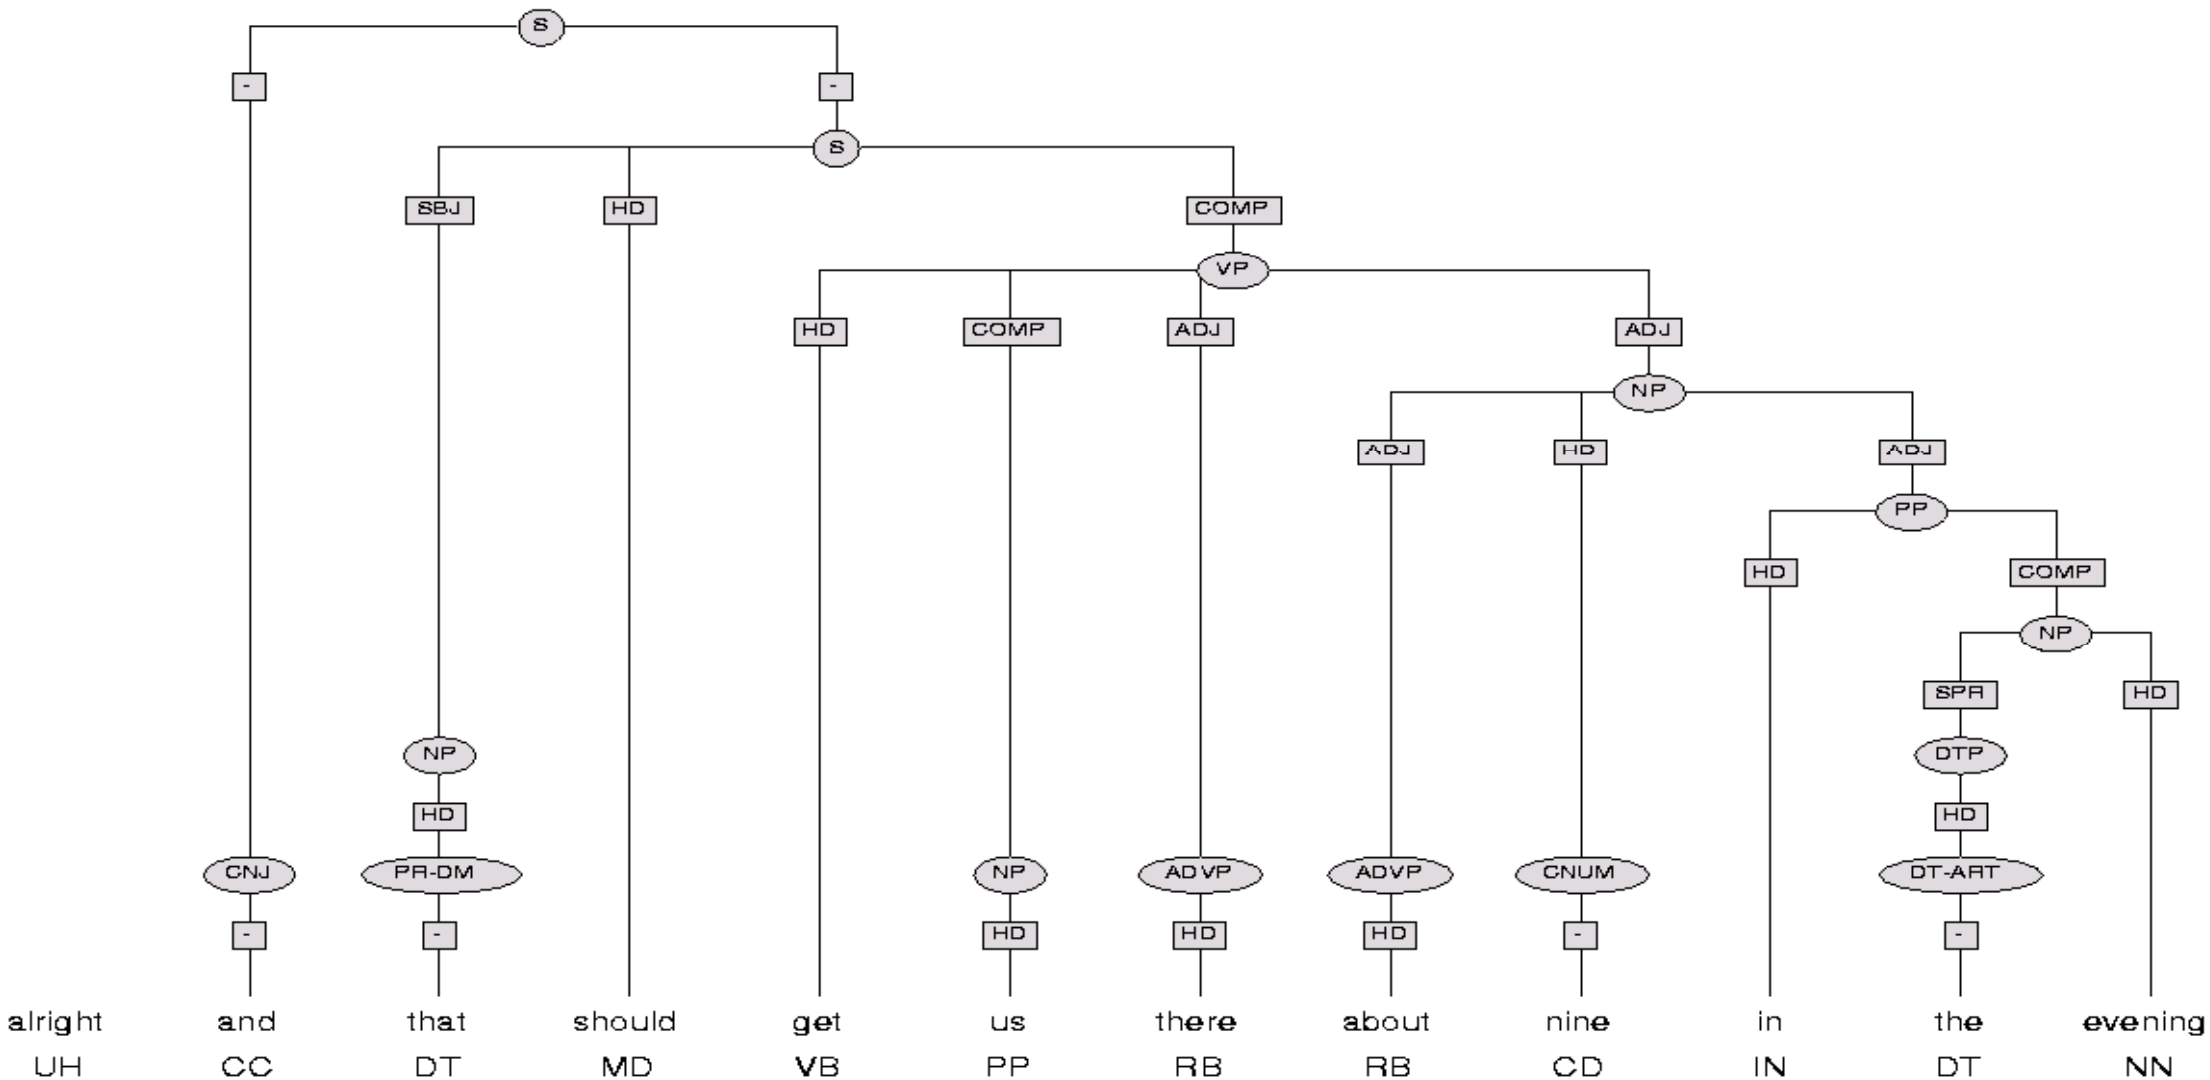 S
- -
S
SBJ HD COMP
VP
HD COMP ADJ ADJ
NP
ADJ HD ADJ
PP
HD COMP
NP
SPR HD
NP DTP
HD HD
CNJ PR-DM NP ADVP ADVP CNUM DT-ART
- - HD HD HD - -
alright and that should get us there about nine in the evening
UH CC DT MD VB PP RB RB CD IN DT NN